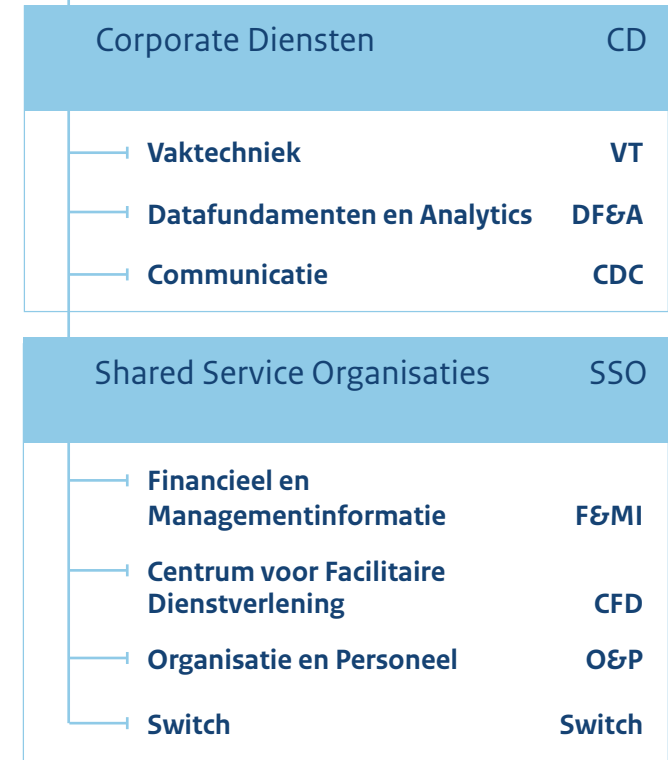 Corporate Diensten CD
Vaktechniek VT
Datafundamenten en Analytics DF&A
Communicatie CDC
Shared Service Organisaties SSO
Financieel en
Managementinformatie F&MI
Centrum voor Facilitaire
Dienstverlening CFD
Organisatie en Personeel O&P
Switch Switch